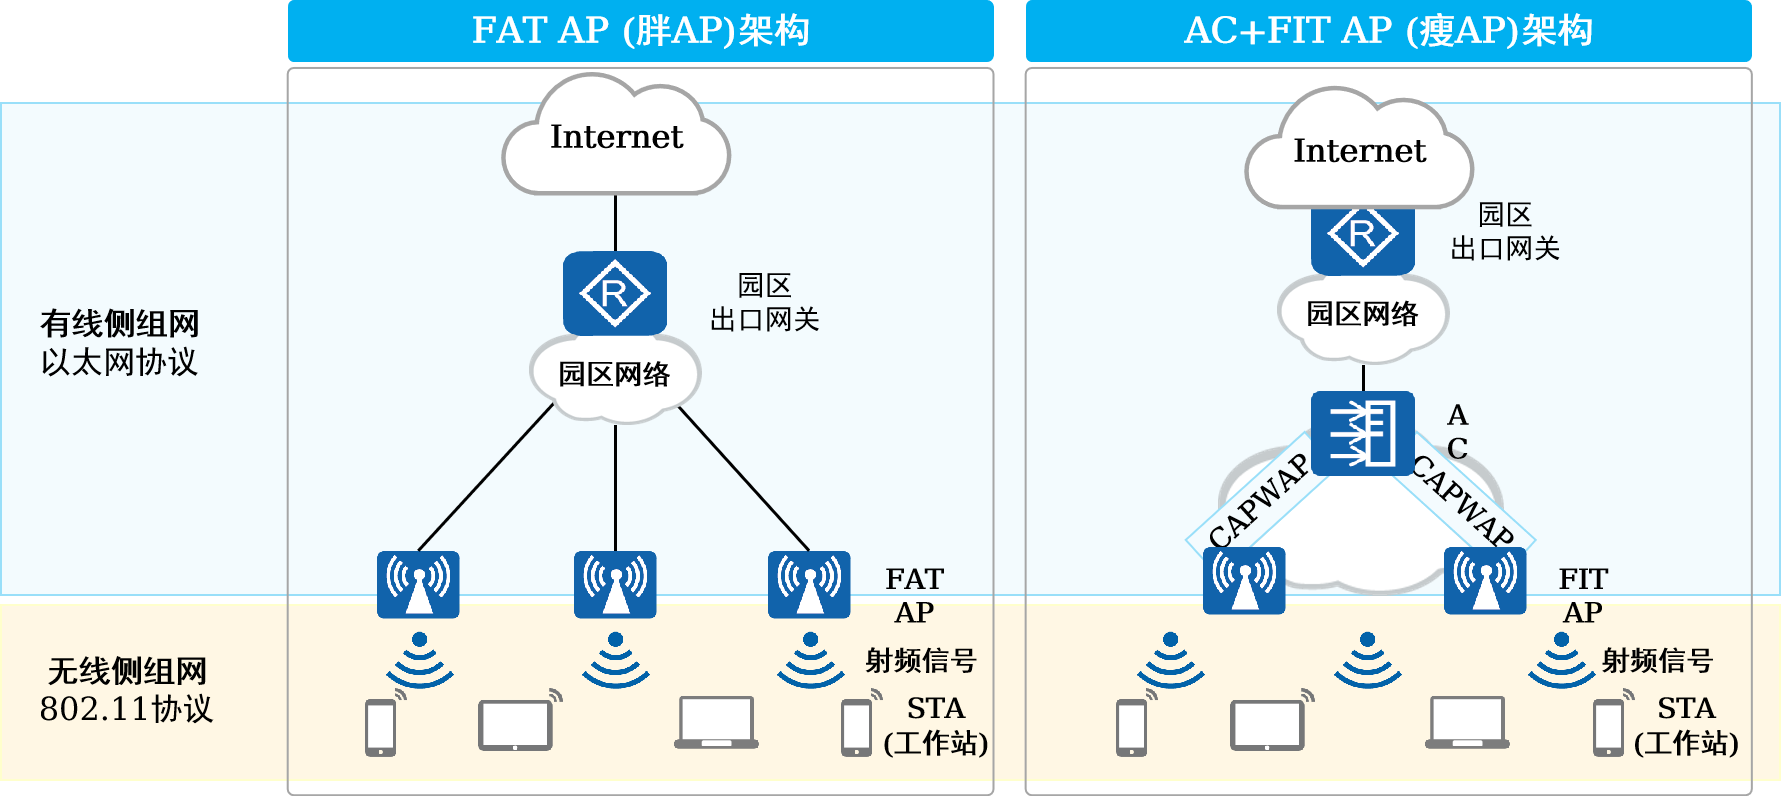 FAT AP (胖AP)架构
AC+FIT AP (瘦AP)架构
有线侧组网
以太网协议
无线侧组网
802.11协议
Internet
R
园区
出口网关
园区网络
FAT
AP
射频信号
STA
(工作站)
Internet
R
园区
出口网关
园区网络
A
C
CAPWAP
CAPWAP
FIT
AP
射频信号
STA
(工作站)